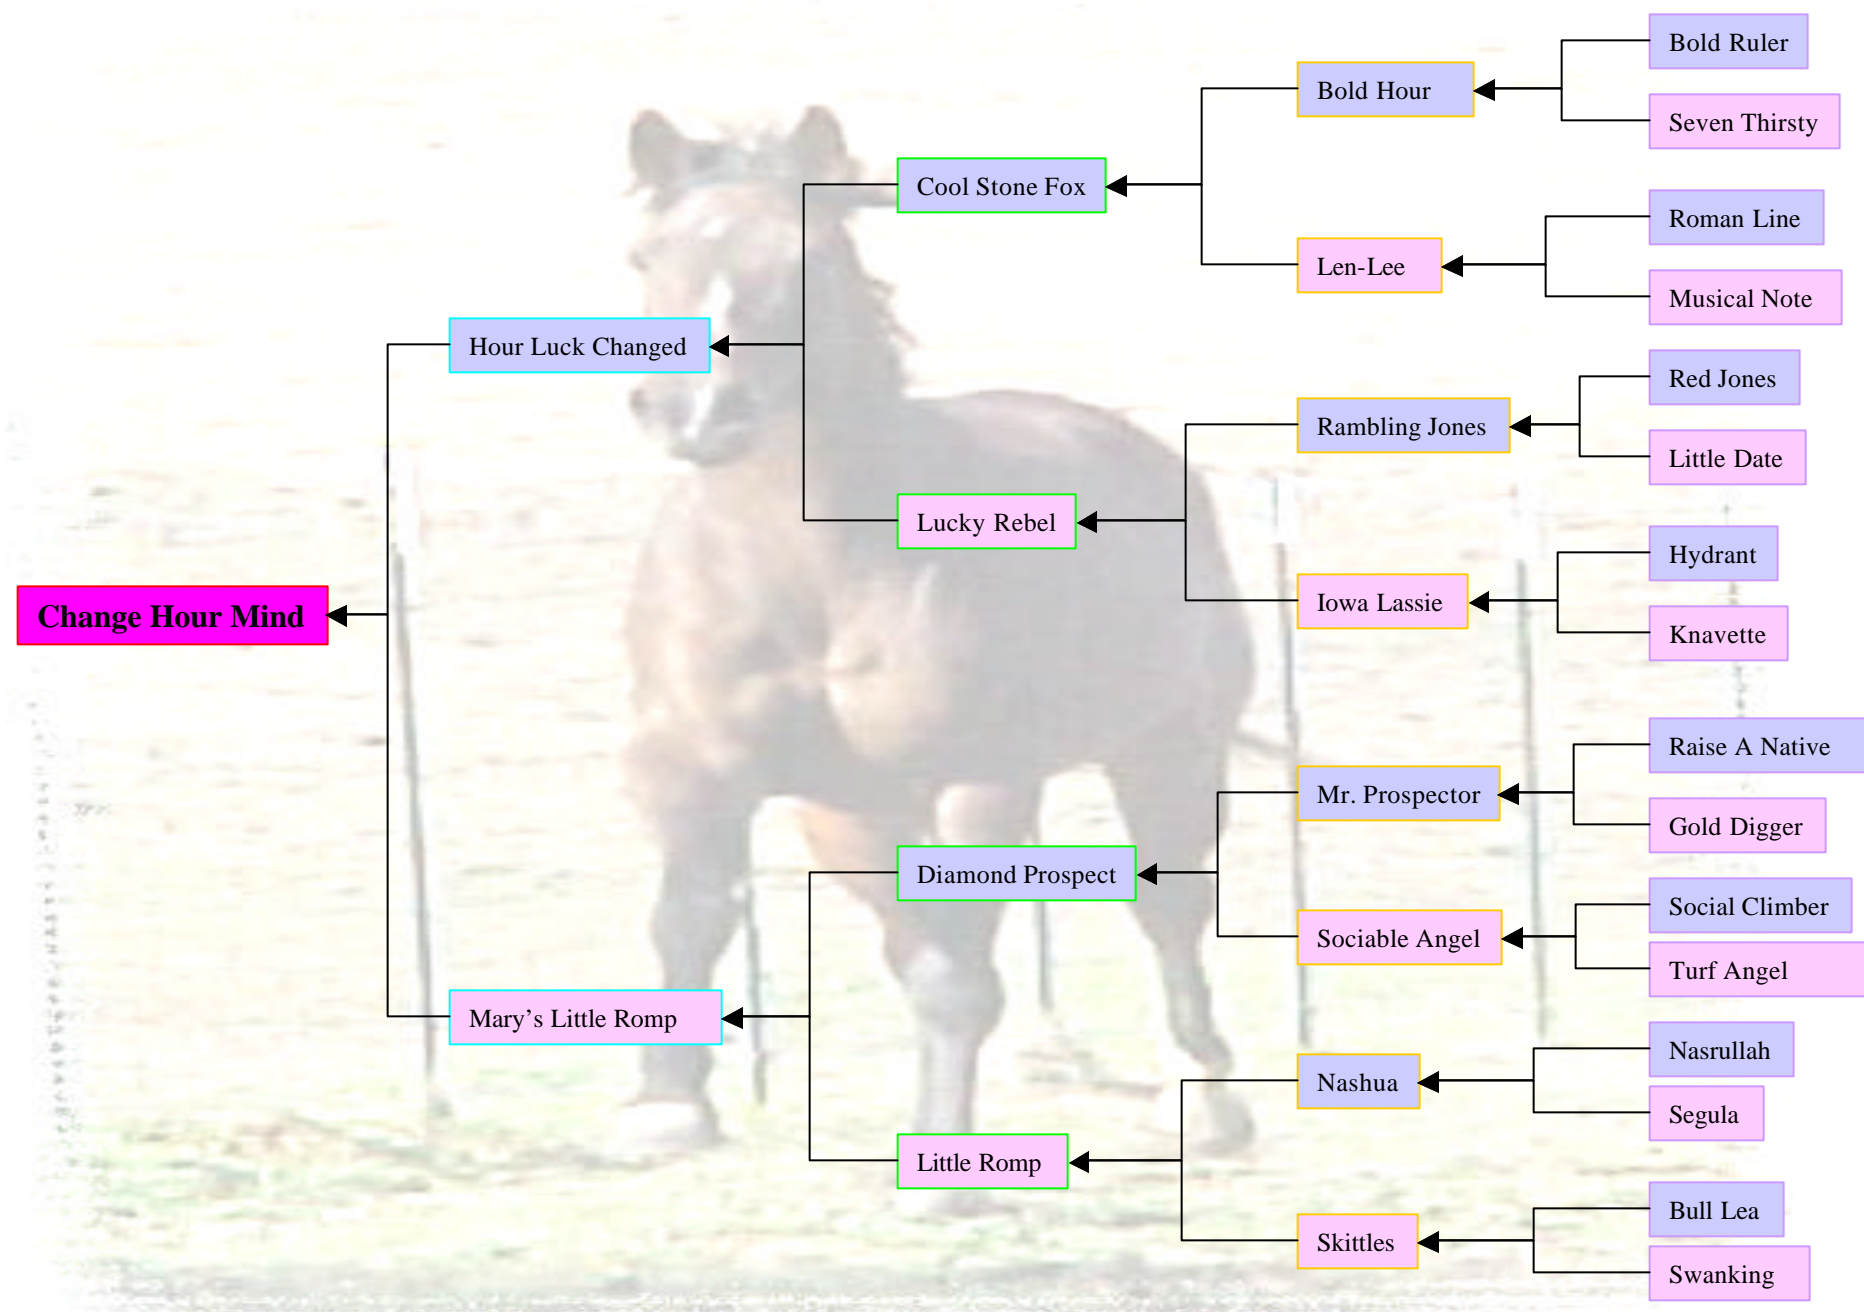 Bold Ruler
Bold Hour
Seven Thirsty
Cool Stone Fox
Roman Line
Len-Lee
Musical Note
Hour Luck Changed
Red Jones
Rambling Jones
Little Date
Lucky Rebel
Hydrant
Iowa Lassie
Knavette
Change Hour Mind
Raise A Native
Mr. Prospector
Gold Digger
Diamond Prospect
Social Climber
Sociable Angel
Turf Angel
Mary’s Little Romp
Nasrullah
Nashua
Segula
Little Romp
Bull Lea
Skittles
Swanking